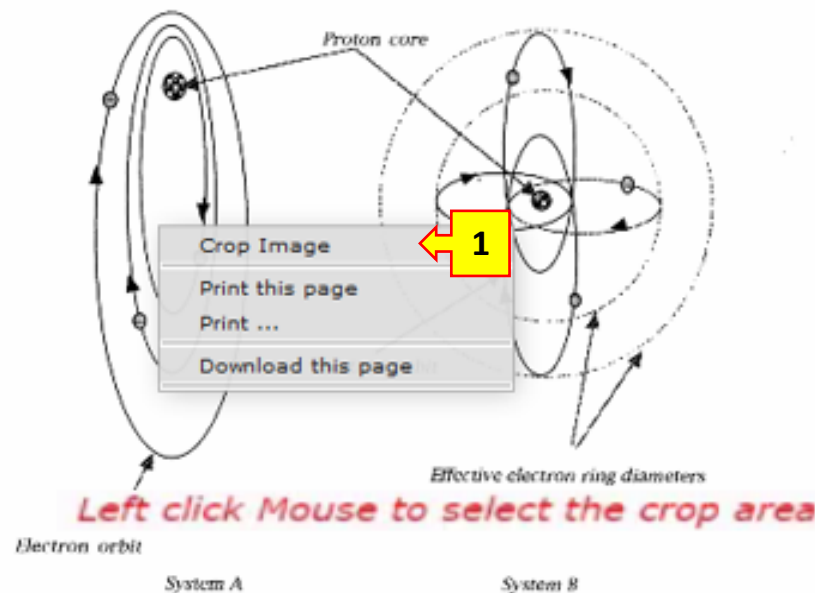 Proton core
Crop Image
1
Print this page
Print ...
Download this page
Effective electron ring diameters
Left click Mouse to select the crop area
Electron orbit
System A
System B